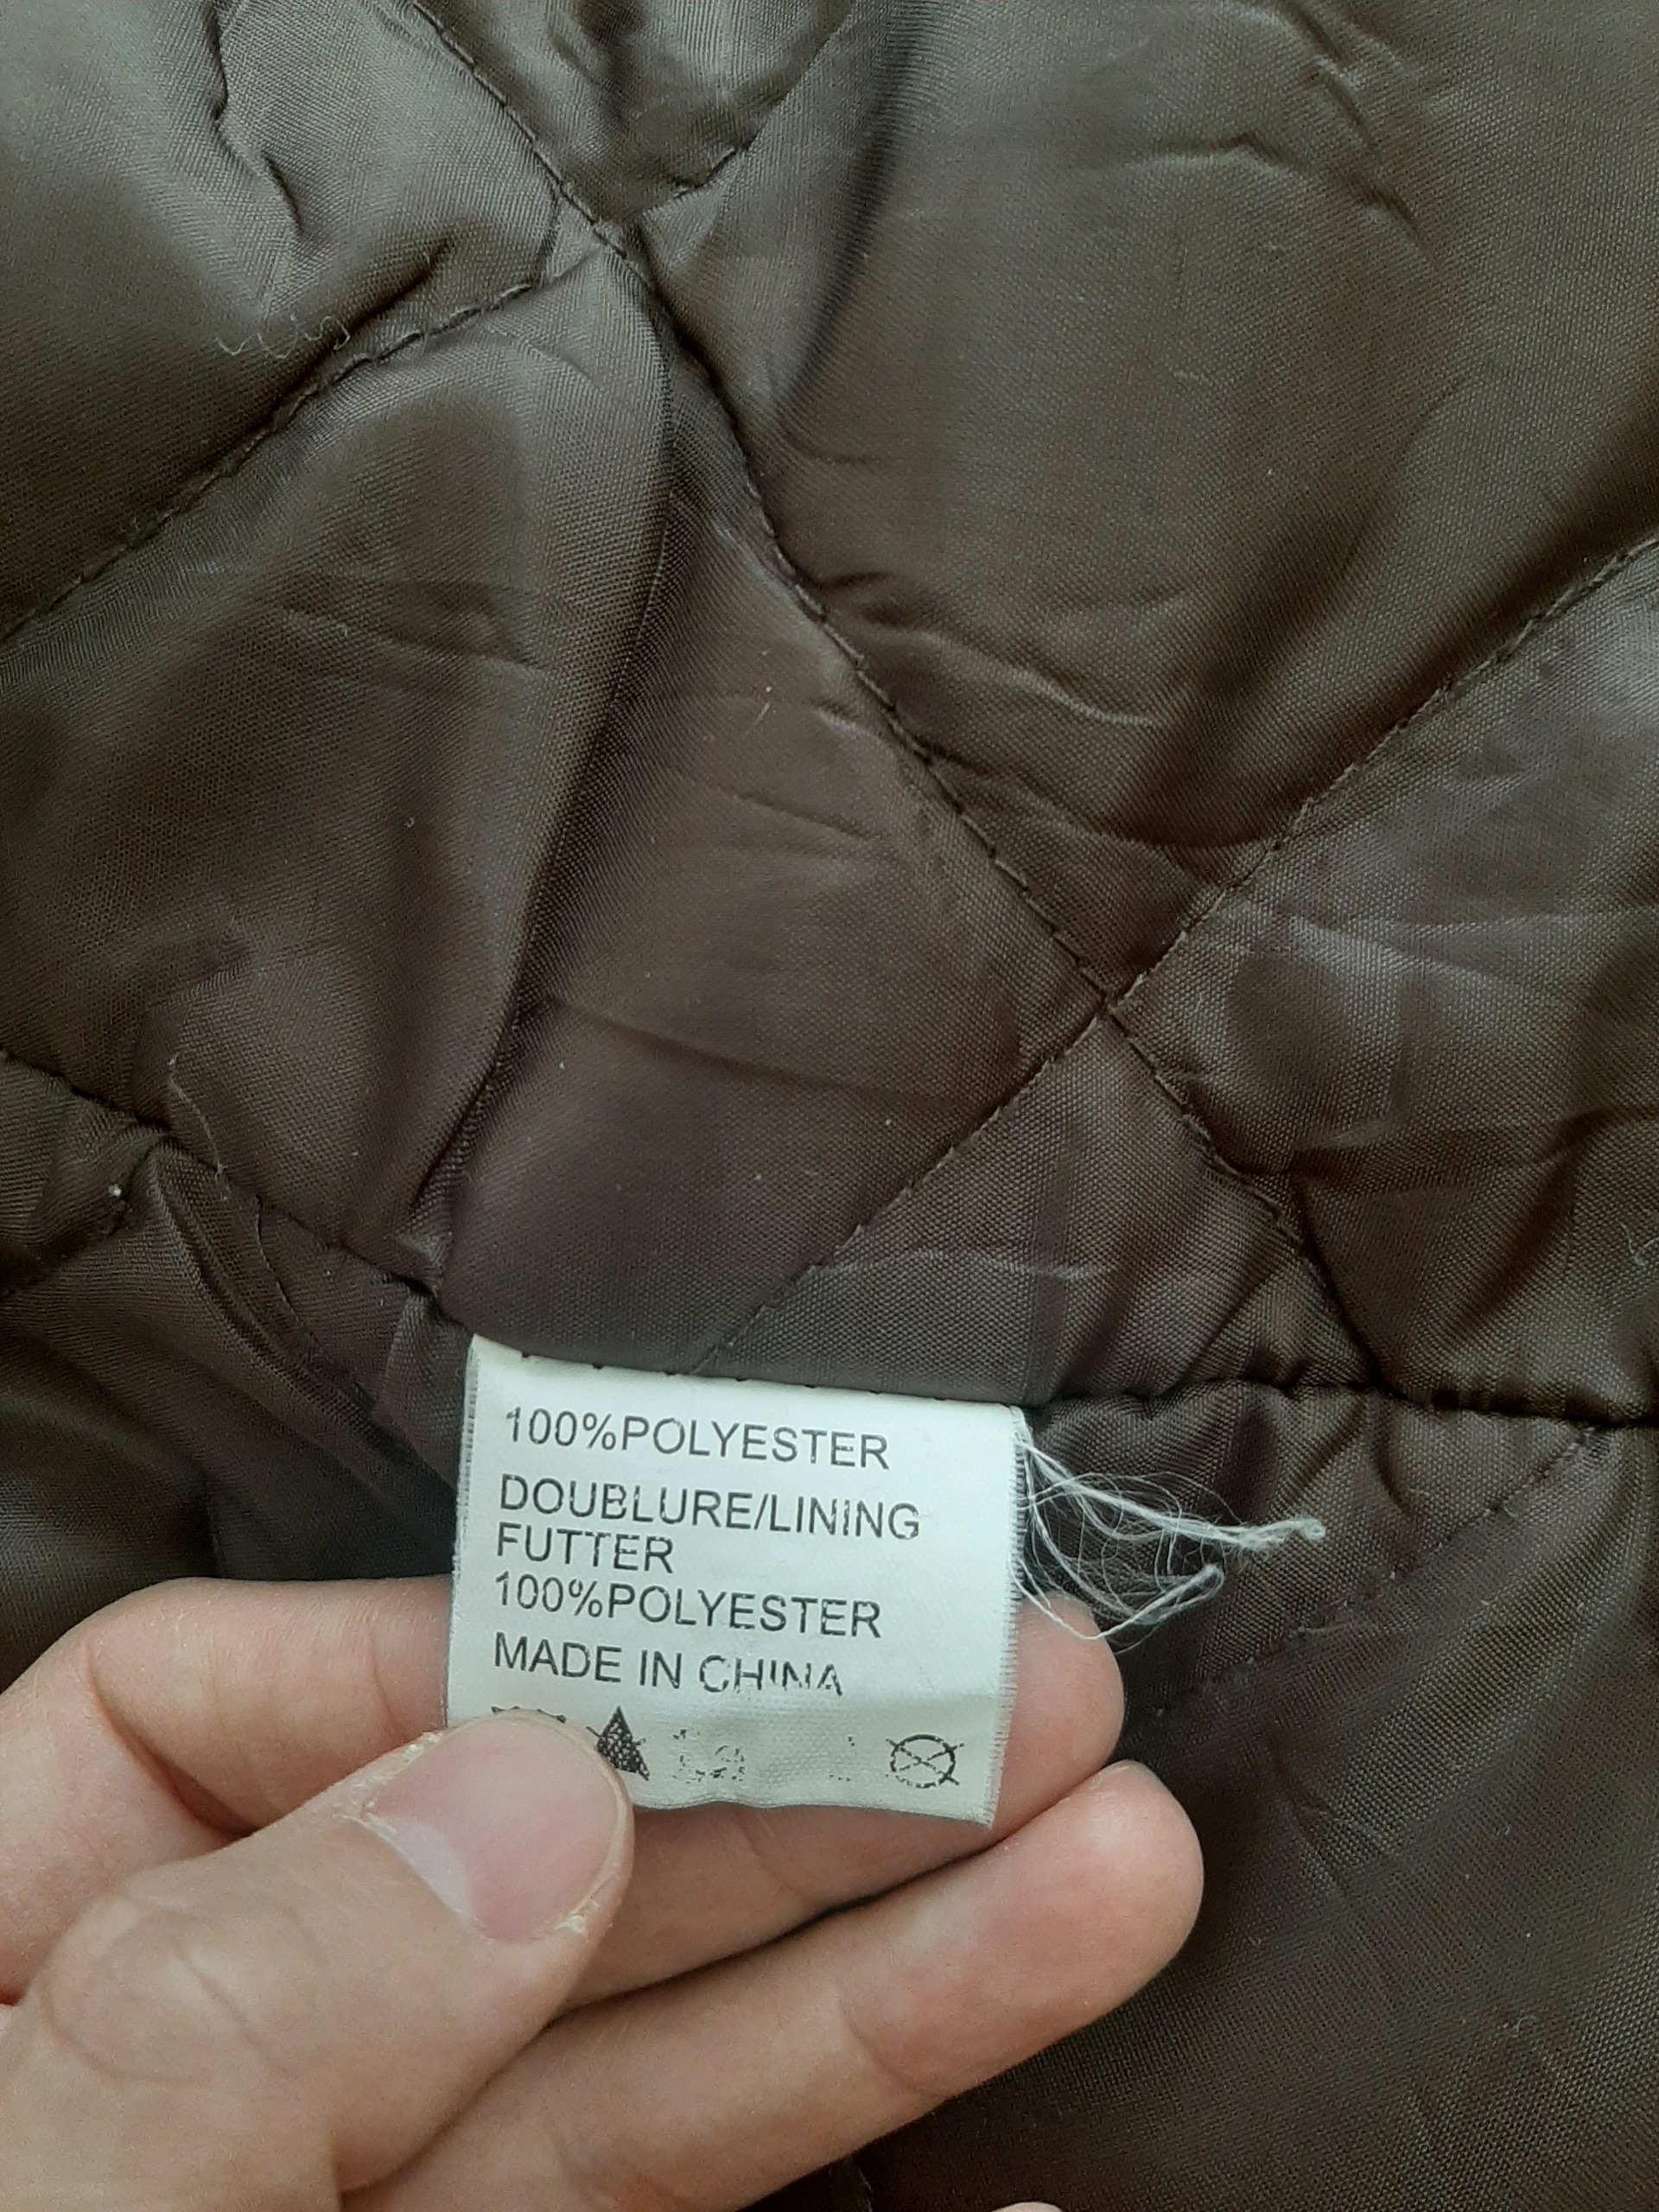 100%POLYESTER
DOUBLURE/LINING
FUTTER
100%POLYESTER
MADE IN CHINA